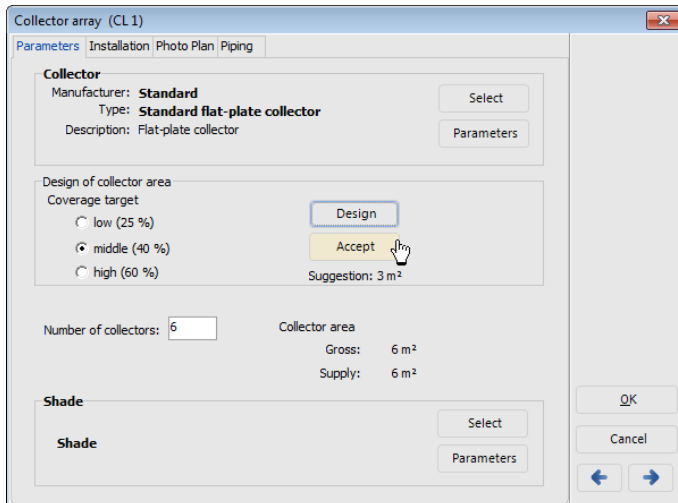 Collector array (CL 1)
Parameters Installation Photo Plan Piping
Collector
Manufacturer: Standard
Type: Standard flat-plate collector
Description: Flat-plate collector
Select
Parameters
Design of collector area
Coverage target
low (25 %)
middle (40 %)
high (60 %)
Design
Accept
Suggestion: 3 m²
Number of collectors: 6
Collector area
Gross: 6 m²
Supply: 6 m²
Shade
Shade
Select
Parameters
OK
Cancel